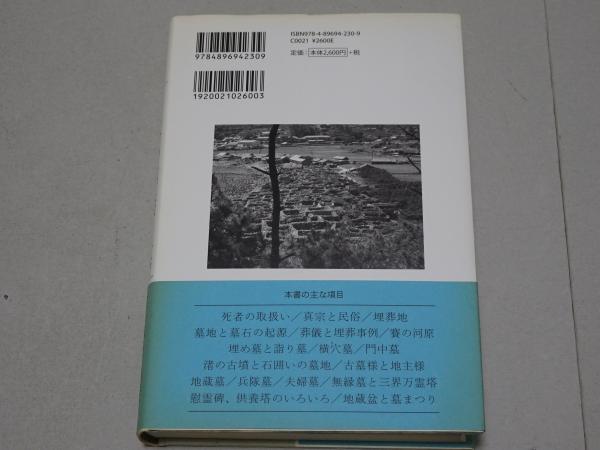 9784896942309
1920021026003
ISBN978-4-89694-230-9
C0021 ¥2600E
定価:本体2,600円+税
本書の主な項目
死者の取扱い/真宗と民俗/埋葬地
墓地と墓石の起源/葬儀と埋葬事例/賽の河原
埋め墓と詣り墓/横穴墓/門中墓
渚の古墳と石囲いの墓地/古墓様と地主様
地蔵墓/兵隊墓/夫婦墓/無縁墓と三界万霊塔
慰霊碑、供養塔のいろいろ/地蔵盆と墓まつり